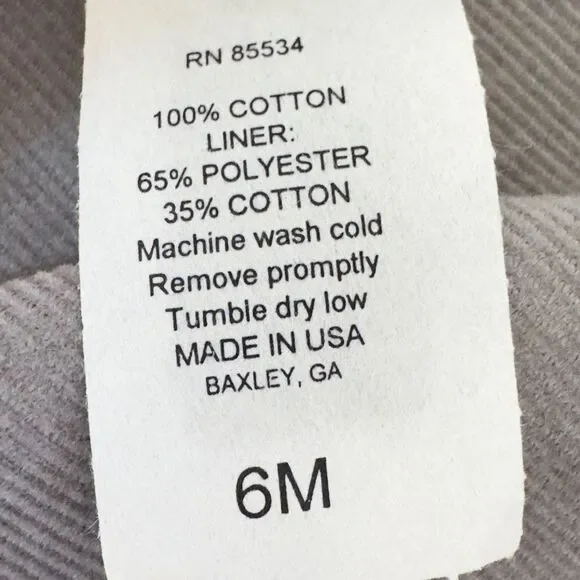 RN 85534
100% COTTON
LINER:
65% POLYESTER
35% COTTON
Machine wash cold
Remove promptly
Tumble dry low
MADE IN USA
BAXLEY, GA
6M